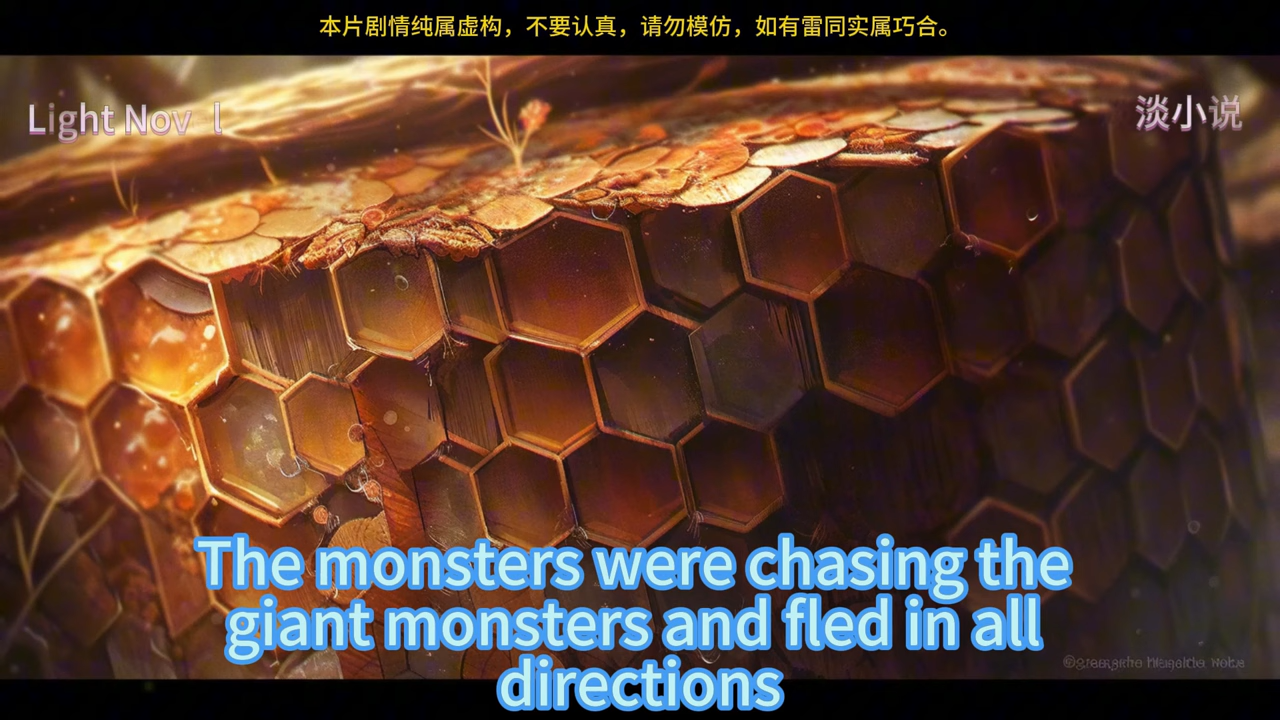 本片剧情纯属虚构，不要认真，请勿模仿，如有雷同实属巧合。
Light Nov l
淡小说
The monsters were chasing the
giant monsters and fled in all
directions